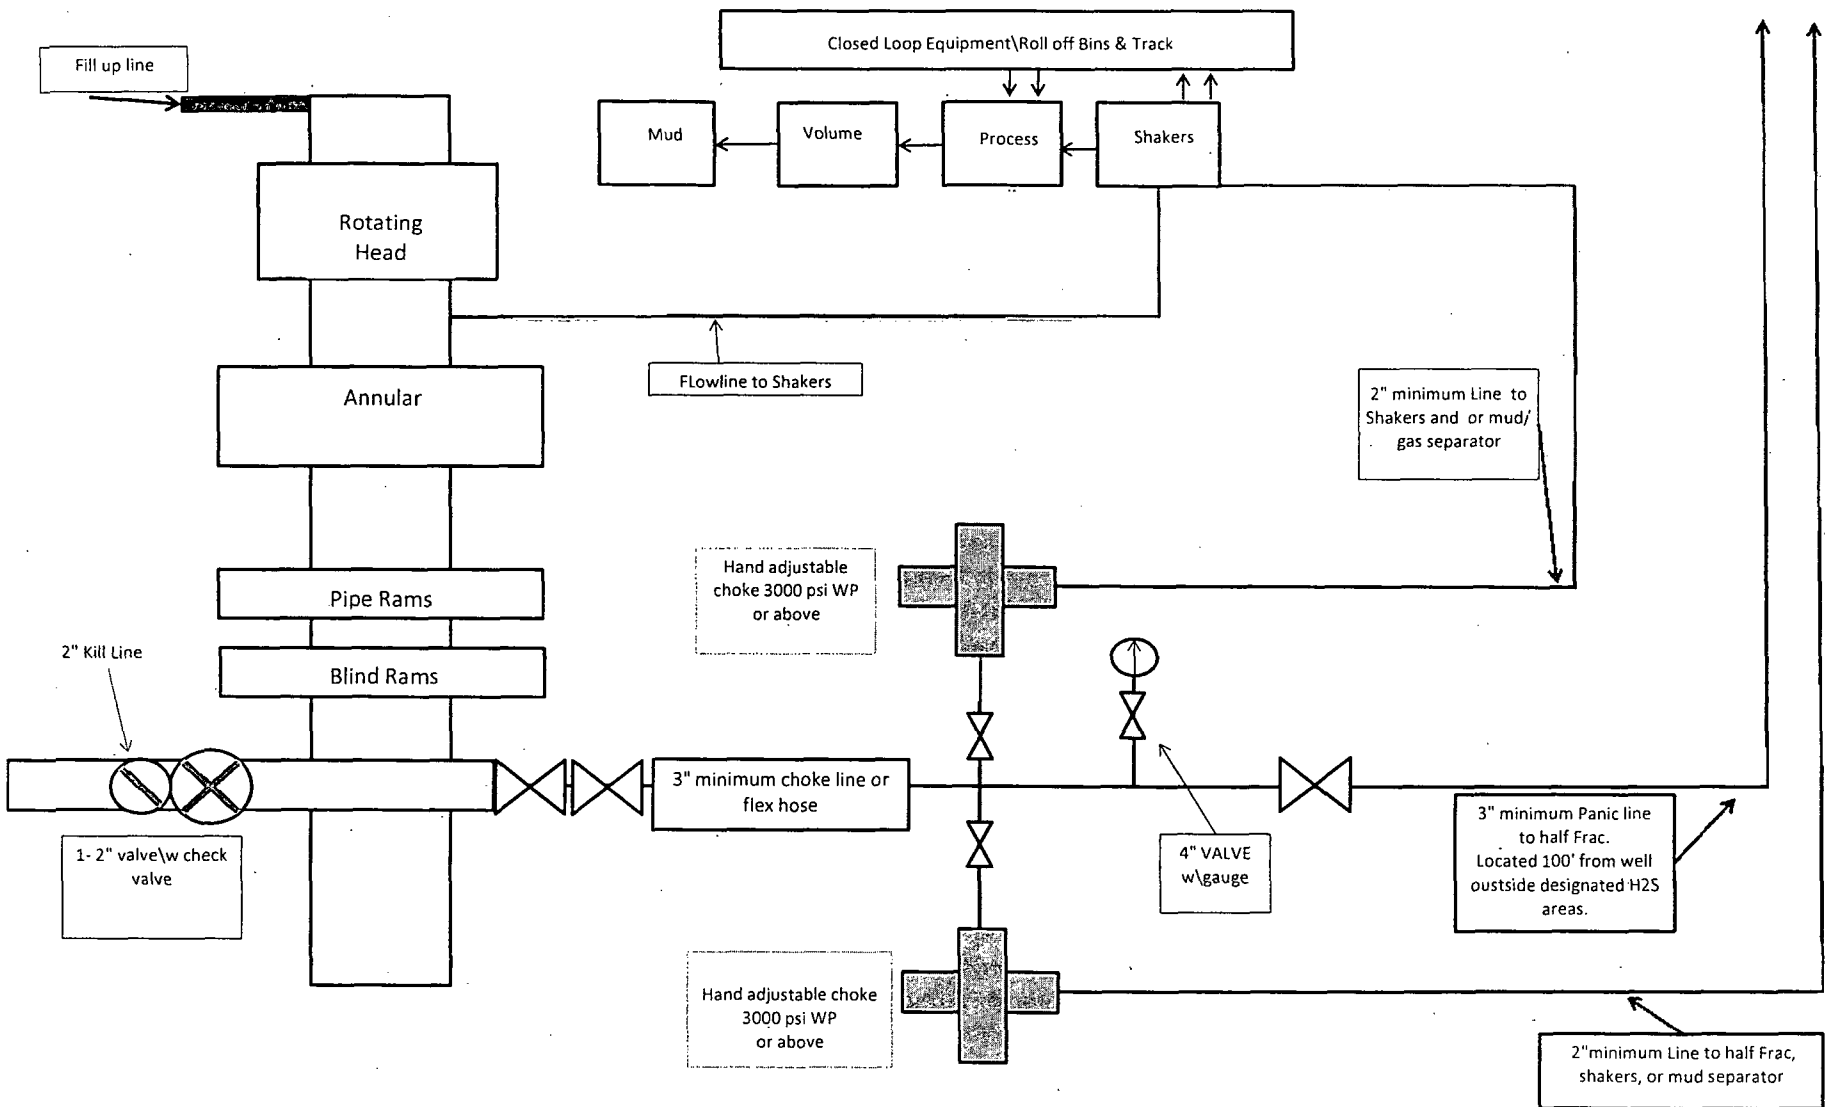 Closed Loop Equipment\Roll off Bins & Track
Fill up line
Mud
Volume
Process
Shakers
Rotating
Head
FLowline to Shakers
Annular
2" minimum Line to
Shakers and or mud/
gas separator
Hand adjustable
choke 3000 psi WP
or above
Pipe Rams
2" Kill Line
Blind Rams
3" minimum choke line or
flex hose
1- 2" valve\w check
valve
4" VALVE
w\gauge
3" minimum Panic line
to half Frac.
Located 100' from well
oustside designated H2S
areas.
Hand adjustable choke
3000 psi WP
or above
2"minimum Line to half Frac,
shakers, or mud separator